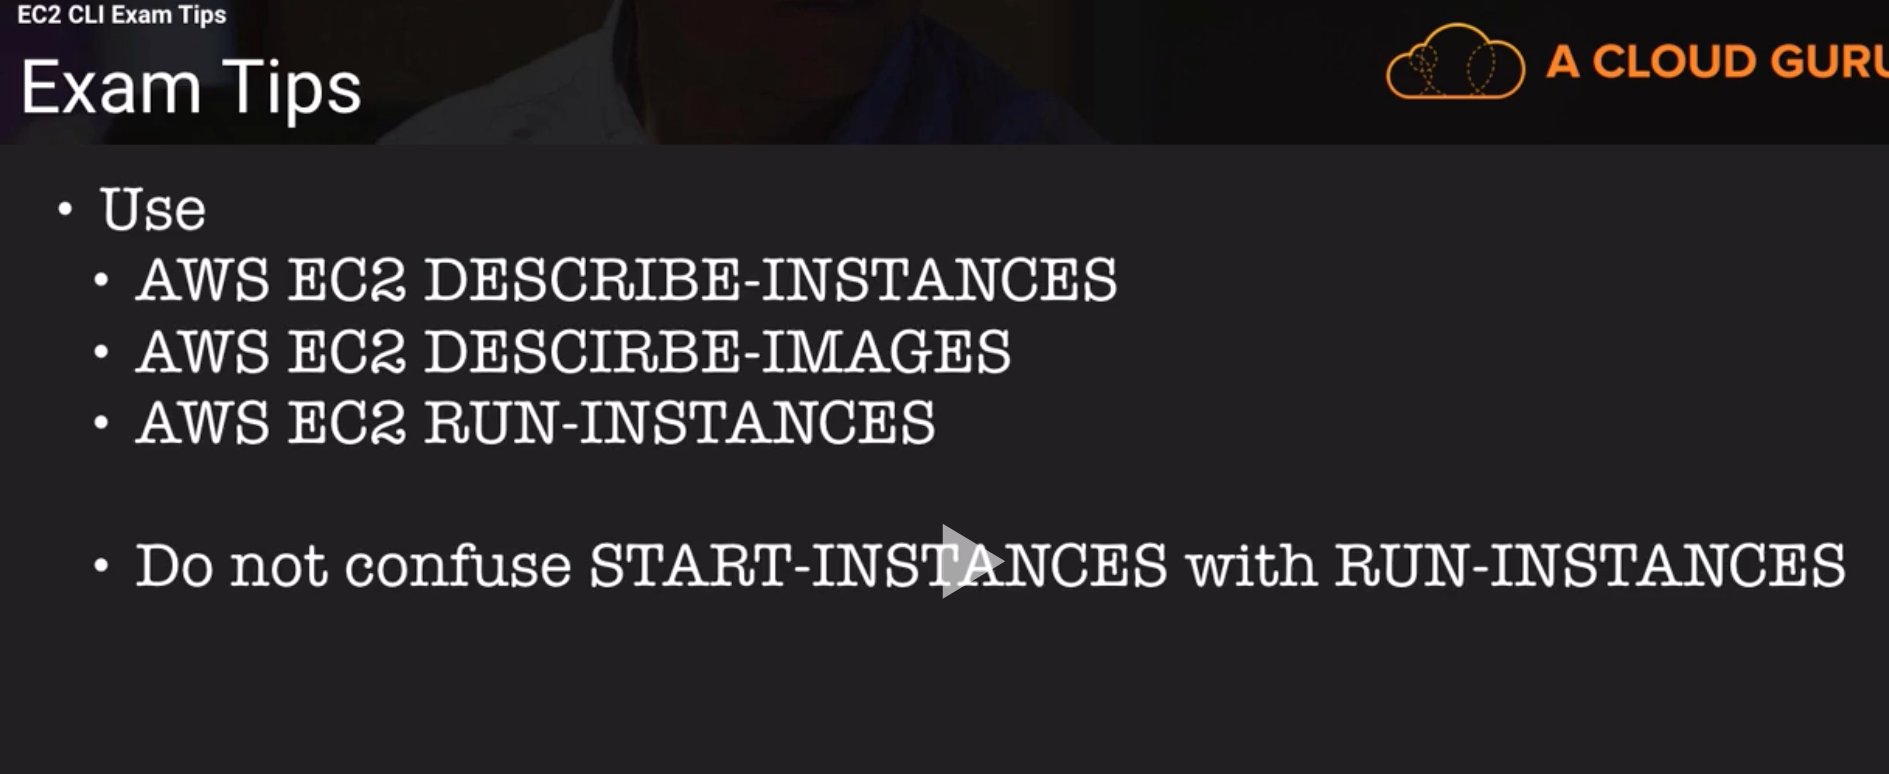 EC2 CLI Exam Tips
Exam Tips
A CLOUD GURU
• Use
• AWS EC2 DESCRIBE-INSTANCES
• AWS EC2 DESCIRBE-IMAGES
• AWS EC2 RUN-INSTANCES
• Do not confuse START-INSTANCES with RUN-INSTANCES